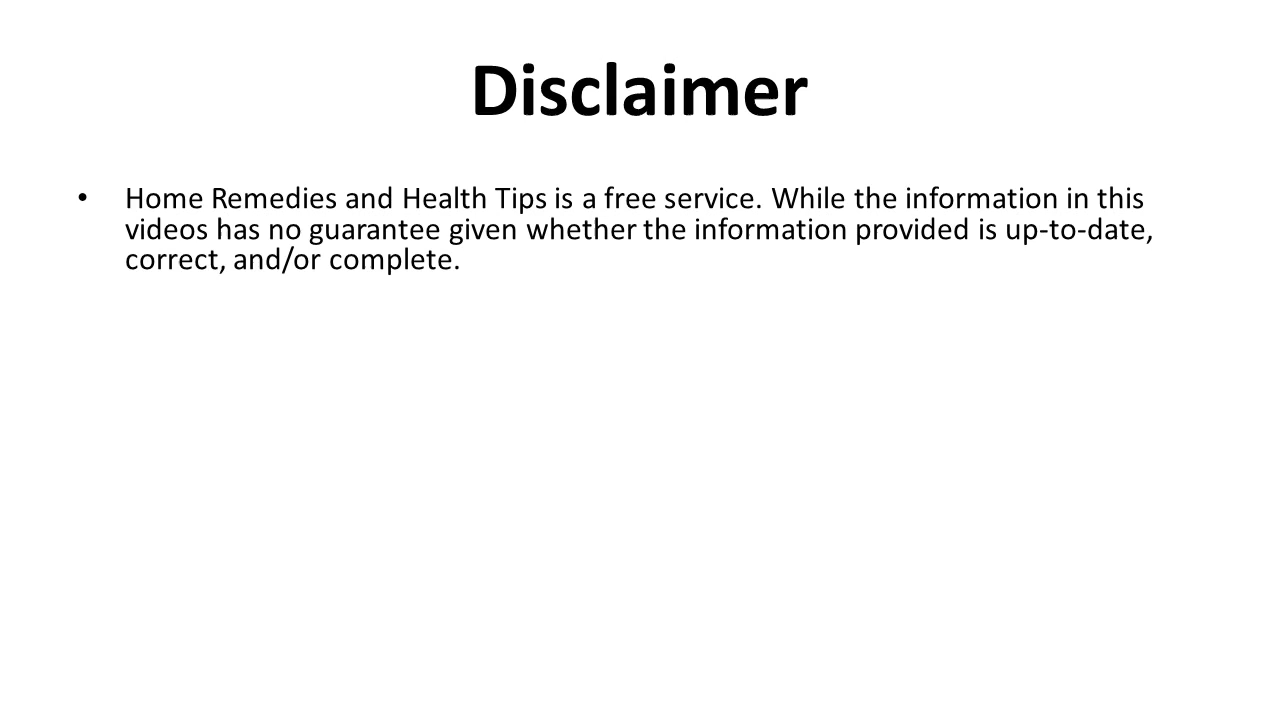 Disclaimer
• Home Remedies and Health Tips is a free service. While the information in this
videos has no guarantee given whether the information provided is up-to-date,
correct, and/or complete.